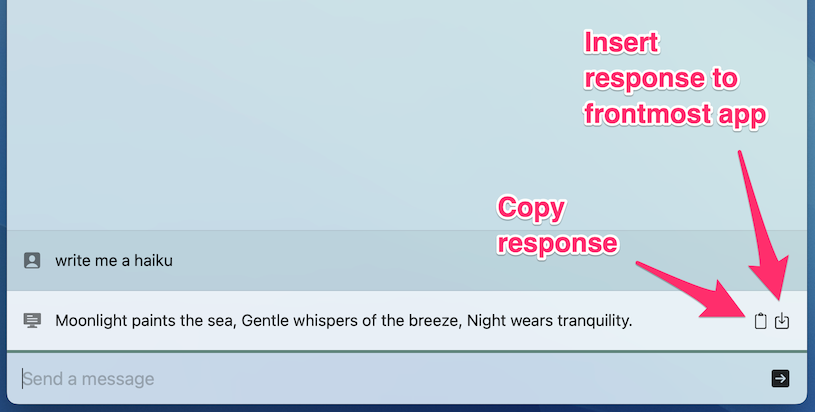 Insert
response to
frontmost app
Copy
response
write me a haiku
Moonlight paints the sea, Gentle whispers of the breeze, Night wears tranquility.
Send a message